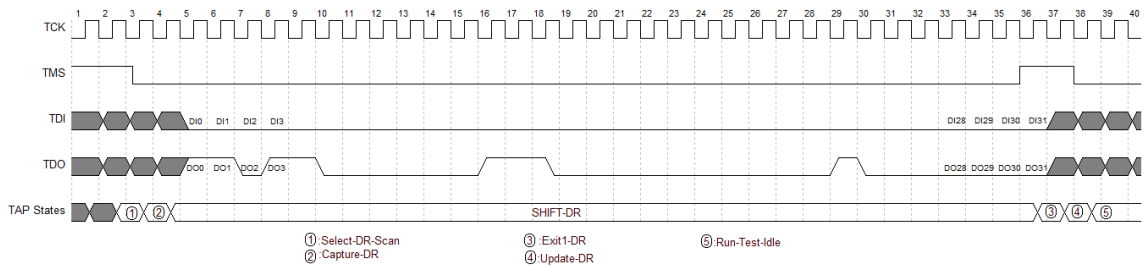 1 2 3 4 5 6 7 8 9 10 11 12 13 14 15 16 17 18 19 20 21 22 23 24 25 26 27 28 29 30 31 32 33 34 35 36 37 38 39 40
TCK
TMS
TDI DI0 DI1 DI2 DI3 DI28 DI29 DI30 DI31
TDO DO0 DO1 DO2 DO3 DO28 DO29 DO30 DO31
TAP States ① ② SHIFT-DR ③ ④ ⑤
①:Select-DR-Scan ③:Exit1-DR ⑤:Run-Test-Idle
②:Capture-DR ④:Update-DR